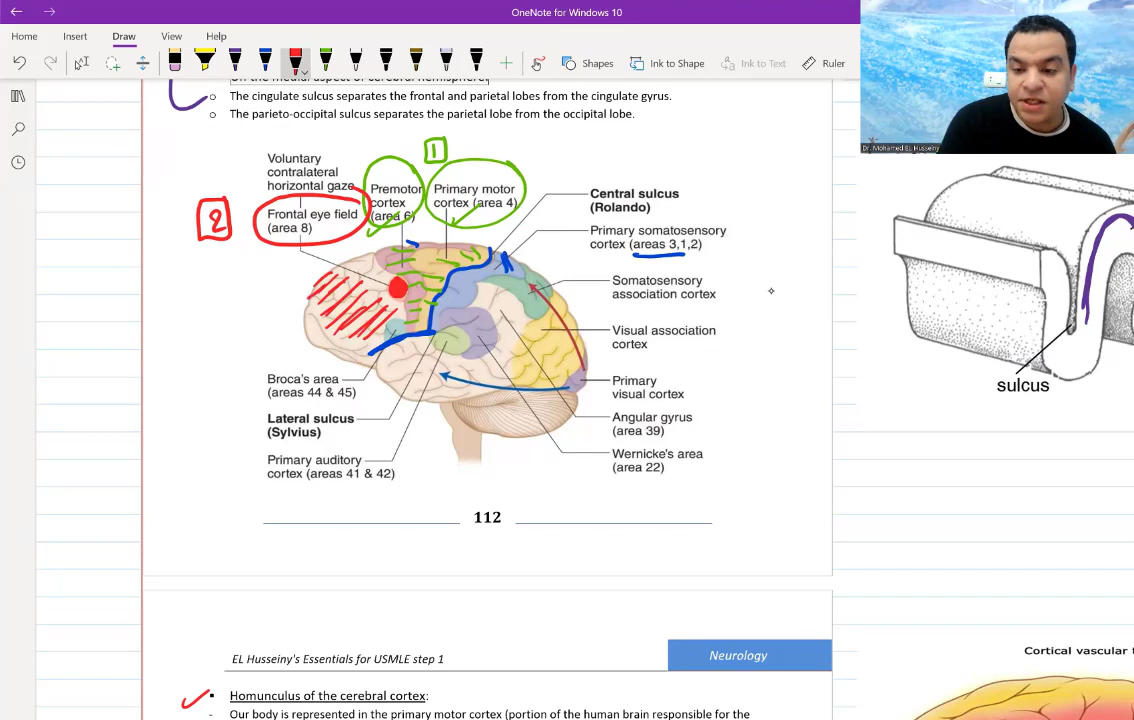 OneNote for Windows 10
Home Insert Draw View Help
Shapes Ink to Shape Ink to Text Ruler
Dr. Mohamed EL Husseiny
On the medial aspect of cerebral hemisphere,
o The cingulate sulcus separates the frontal and parietal lobes from the cingulate gyrus.
o The parieto-occipital sulcus separates the parietal lobe from the occipital lobe.
1
2
Voluntary
contralateral
horizontal gaze
Frontal eye field
(area 8)
Premotor
cortex
(area 6)
Primary motor
cortex (area 4)
Central sulcus
(Rolando)
Primary somatosensory
cortex (areas 3,1,2)
Somatosensory
association cortex
Visual association
cortex
Primary
visual cortex
Angular gyrus
(area 39)
Wernicke's area
(area 22)
Broca's area
(areas 44 & 45)
Lateral sulcus
(Sylvius)
Primary auditory
cortex (areas 41 & 42)
sulcus
112
EL Husseiny's Essentials for USMLE step 1
Neurology
Cortical vascular
▪ Homunculus of the cerebral cortex:
- Our body is represented in the primary motor cortex (portion of the human brain responsible for the